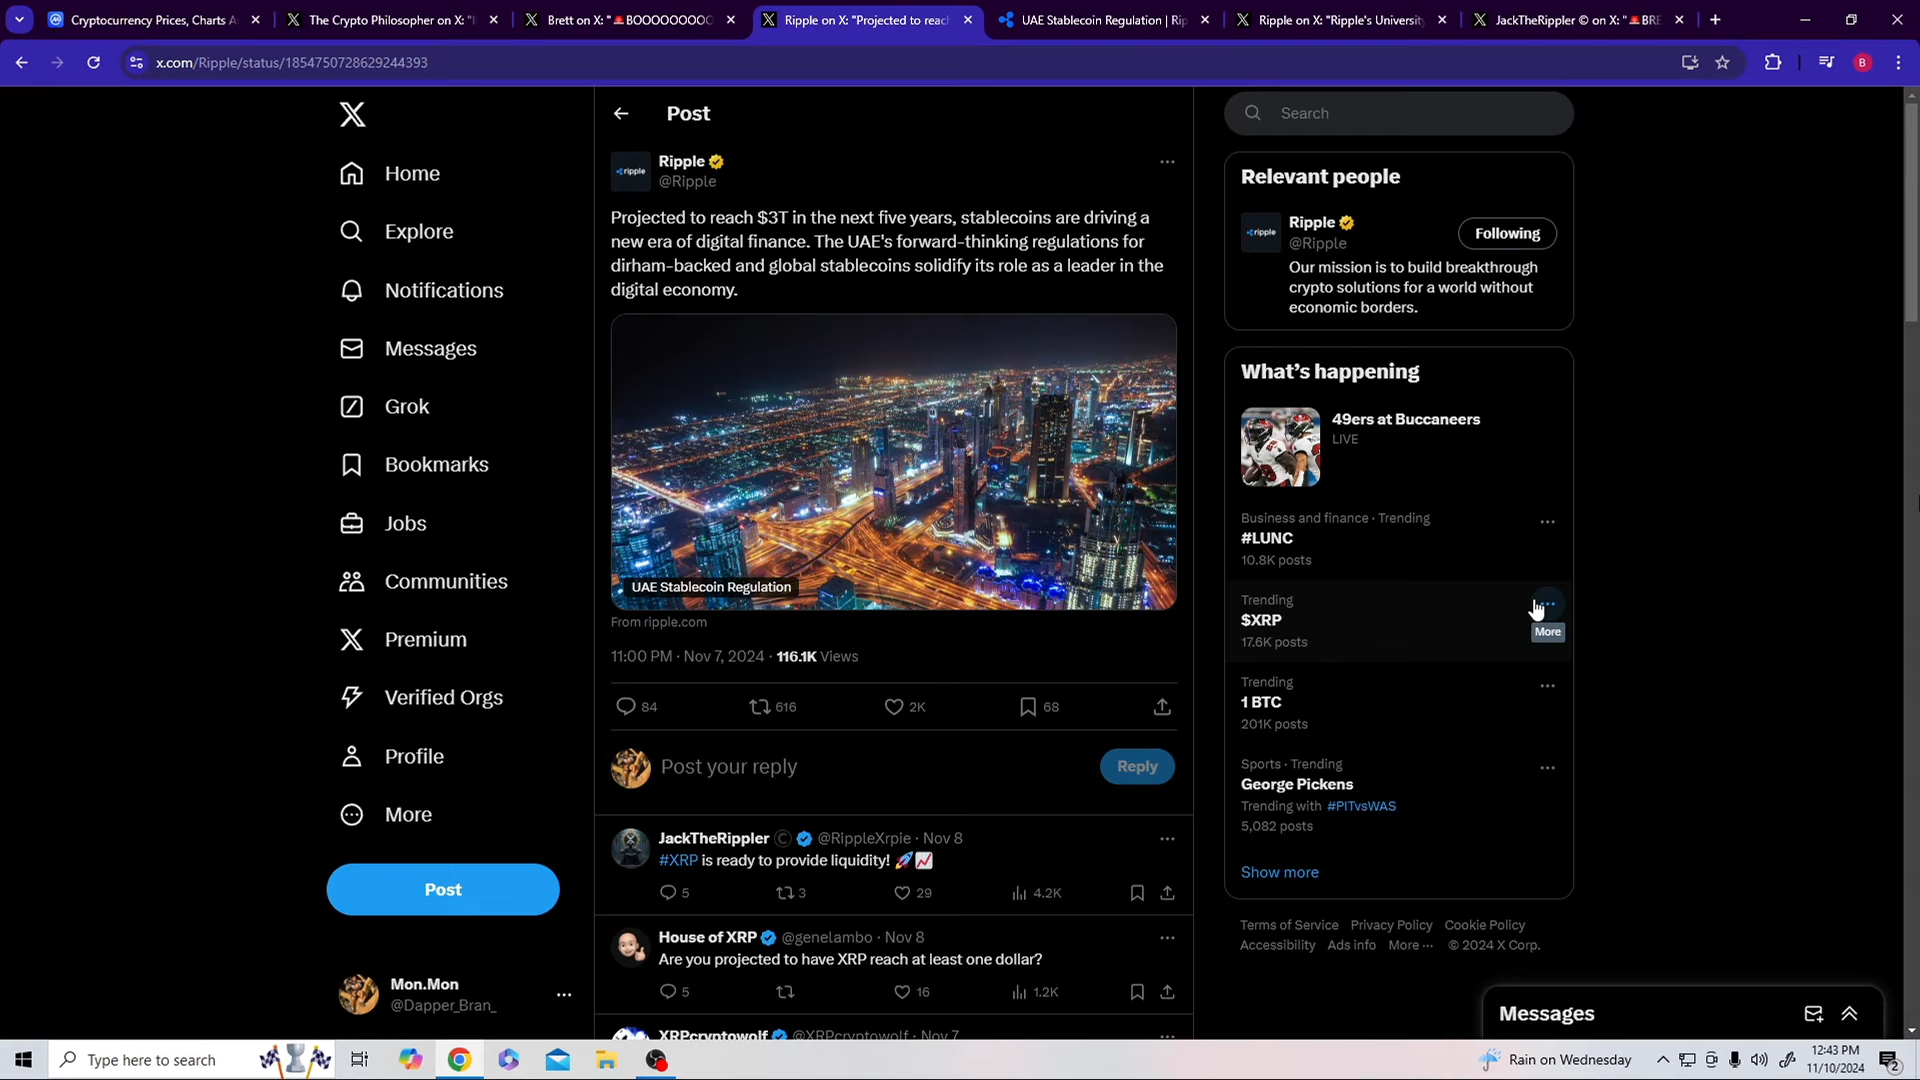 Cryptocurrency Prices, Charts A
The Crypto Philosopher on X: "I
Brett on X: "🚨BOOOOOOOOO
Ripple on X: "Projected to reac
UAE Stablecoin Regulation | Rip
Ripple on X: "Ripple's University
JackTheRippler © on X: "🚨BRE
x.com/Ripple/status/1854750728629244393
B
Home
Explore
Notifications
Messages
Grok
Bookmarks
Jobs
Communities
Premium
Verified Orgs
Profile
More
Post
Mon.Mon
@Dapper_Bran_
Post
ripple
Ripple
@Ripple
Projected to reach $3T in the next five years, stablecoins are driving a
new era of digital finance. The UAE's forward-thinking regulations for
dirham-backed and global stablecoins solidify its role as a leader in the
digital economy.
UAE Stablecoin Regulation
From ripple.com
11:00 PM · Nov 7, 2024 · 116.1K Views
84 616 2K 68
Post your reply
Reply
JackTheRippler © @RippleXrpie · Nov 8
#XRP is ready to provide liquidity! 🚀📈
5 3 29 4.2K
House of XRP @genelambo · Nov 8
Are you projected to have XRP reach at least one dollar?
5 16 1.2K
XRPcryptowolf @XRPcryptowolf · Nov 7
Search
Relevant people
ripple
Ripple
@Ripple
Following
Our mission is to build breakthrough
crypto solutions for a world without
economic borders.
What's happening
49ers at Buccaneers
LIVE
Business and finance · Trending
#LUNC
10.8K posts
Trending
$XRP
17.6K posts
More
Trending
1 BTC
201K posts
Sports · Trending
George Pickens
Trending with #PITvsWAS
5,082 posts
Show more
Terms of Service Privacy Policy Cookie Policy
Accessibility Ads info More ··· © 2024 X Corp.
Messages
Type here to search
Rain on Wednesday
12:43 PM
11/10/2024
2